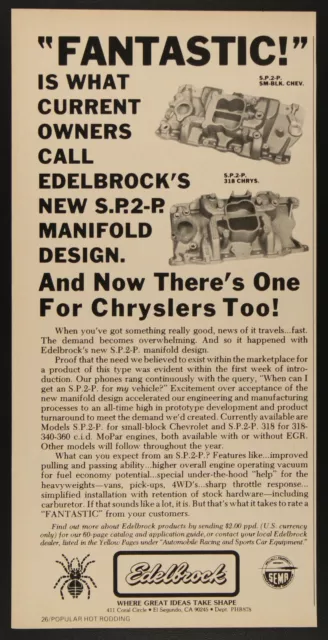 “FANTASTIC!”
IS WHAT
CURRENT
OWNERS
CALL
EDELBROCK’S
NEW S.P.2-P.
MANIFOLD
DESIGN.
S.P.2-P.
SM-BLK. CHEV.
S.P.2-P.
318 CHRYS.
And Now There’s One
For Chryslers Too!
When you’ve got something really good, news of it travels...fast.
The demand becomes overwhelming. And so it happened with
Edelbrock’s new S.P.2-P. manifold design.
Proof that the need we believed to exist within the marketplace for
a product of this type was evident within the first week of intro-
duction. Our phones rang continuously with the query, “When can I
get an S.P.2-P. for my vehicle?” Excitement over acceptance of the
new manifold design accelerated our engineering and manufacturing
processes to an all-time high in prototype development and product
turnaround to meet the demand we’d created. Currently available are
Models S.P.2-P. for small-block Chevrolet and S.P.2-P. 318 for 318-
340-360 c.i.d. MoPar engines, both available with or without EGR.
Other models will follow throughout the year.
What can you expect from an S.P.2-P.? Features like...improved
pulling and passing ability...higher overall engine operating vacuum
for fuel economy potential...special under-the-hood “help” for the
heavyweights–vans, pick-ups, 4WD’s...sharp throttle response...
simplified installation with retention of stock hardware—including
carburetor. If that sounds like a lot, it is. But that’s what it takes to rate a
“FANTASTIC” from your customers.
Find out more about Edelbrock products by sending $2.00 ppd. (U.S. currency
only) for our 60-page catalog and application guide, or contact your local Edelbrock
dealer, listed in the Yellow Pages under “Automobile Racing and Sports Car Equipment.”
Edelbrock
SEMA
WHERE GREAT IDEAS TAKE SHAPE
411 Coral Circle • El Segundo, CA 90245 • Dept. PHR476
26/POPULAR HOT RODDING